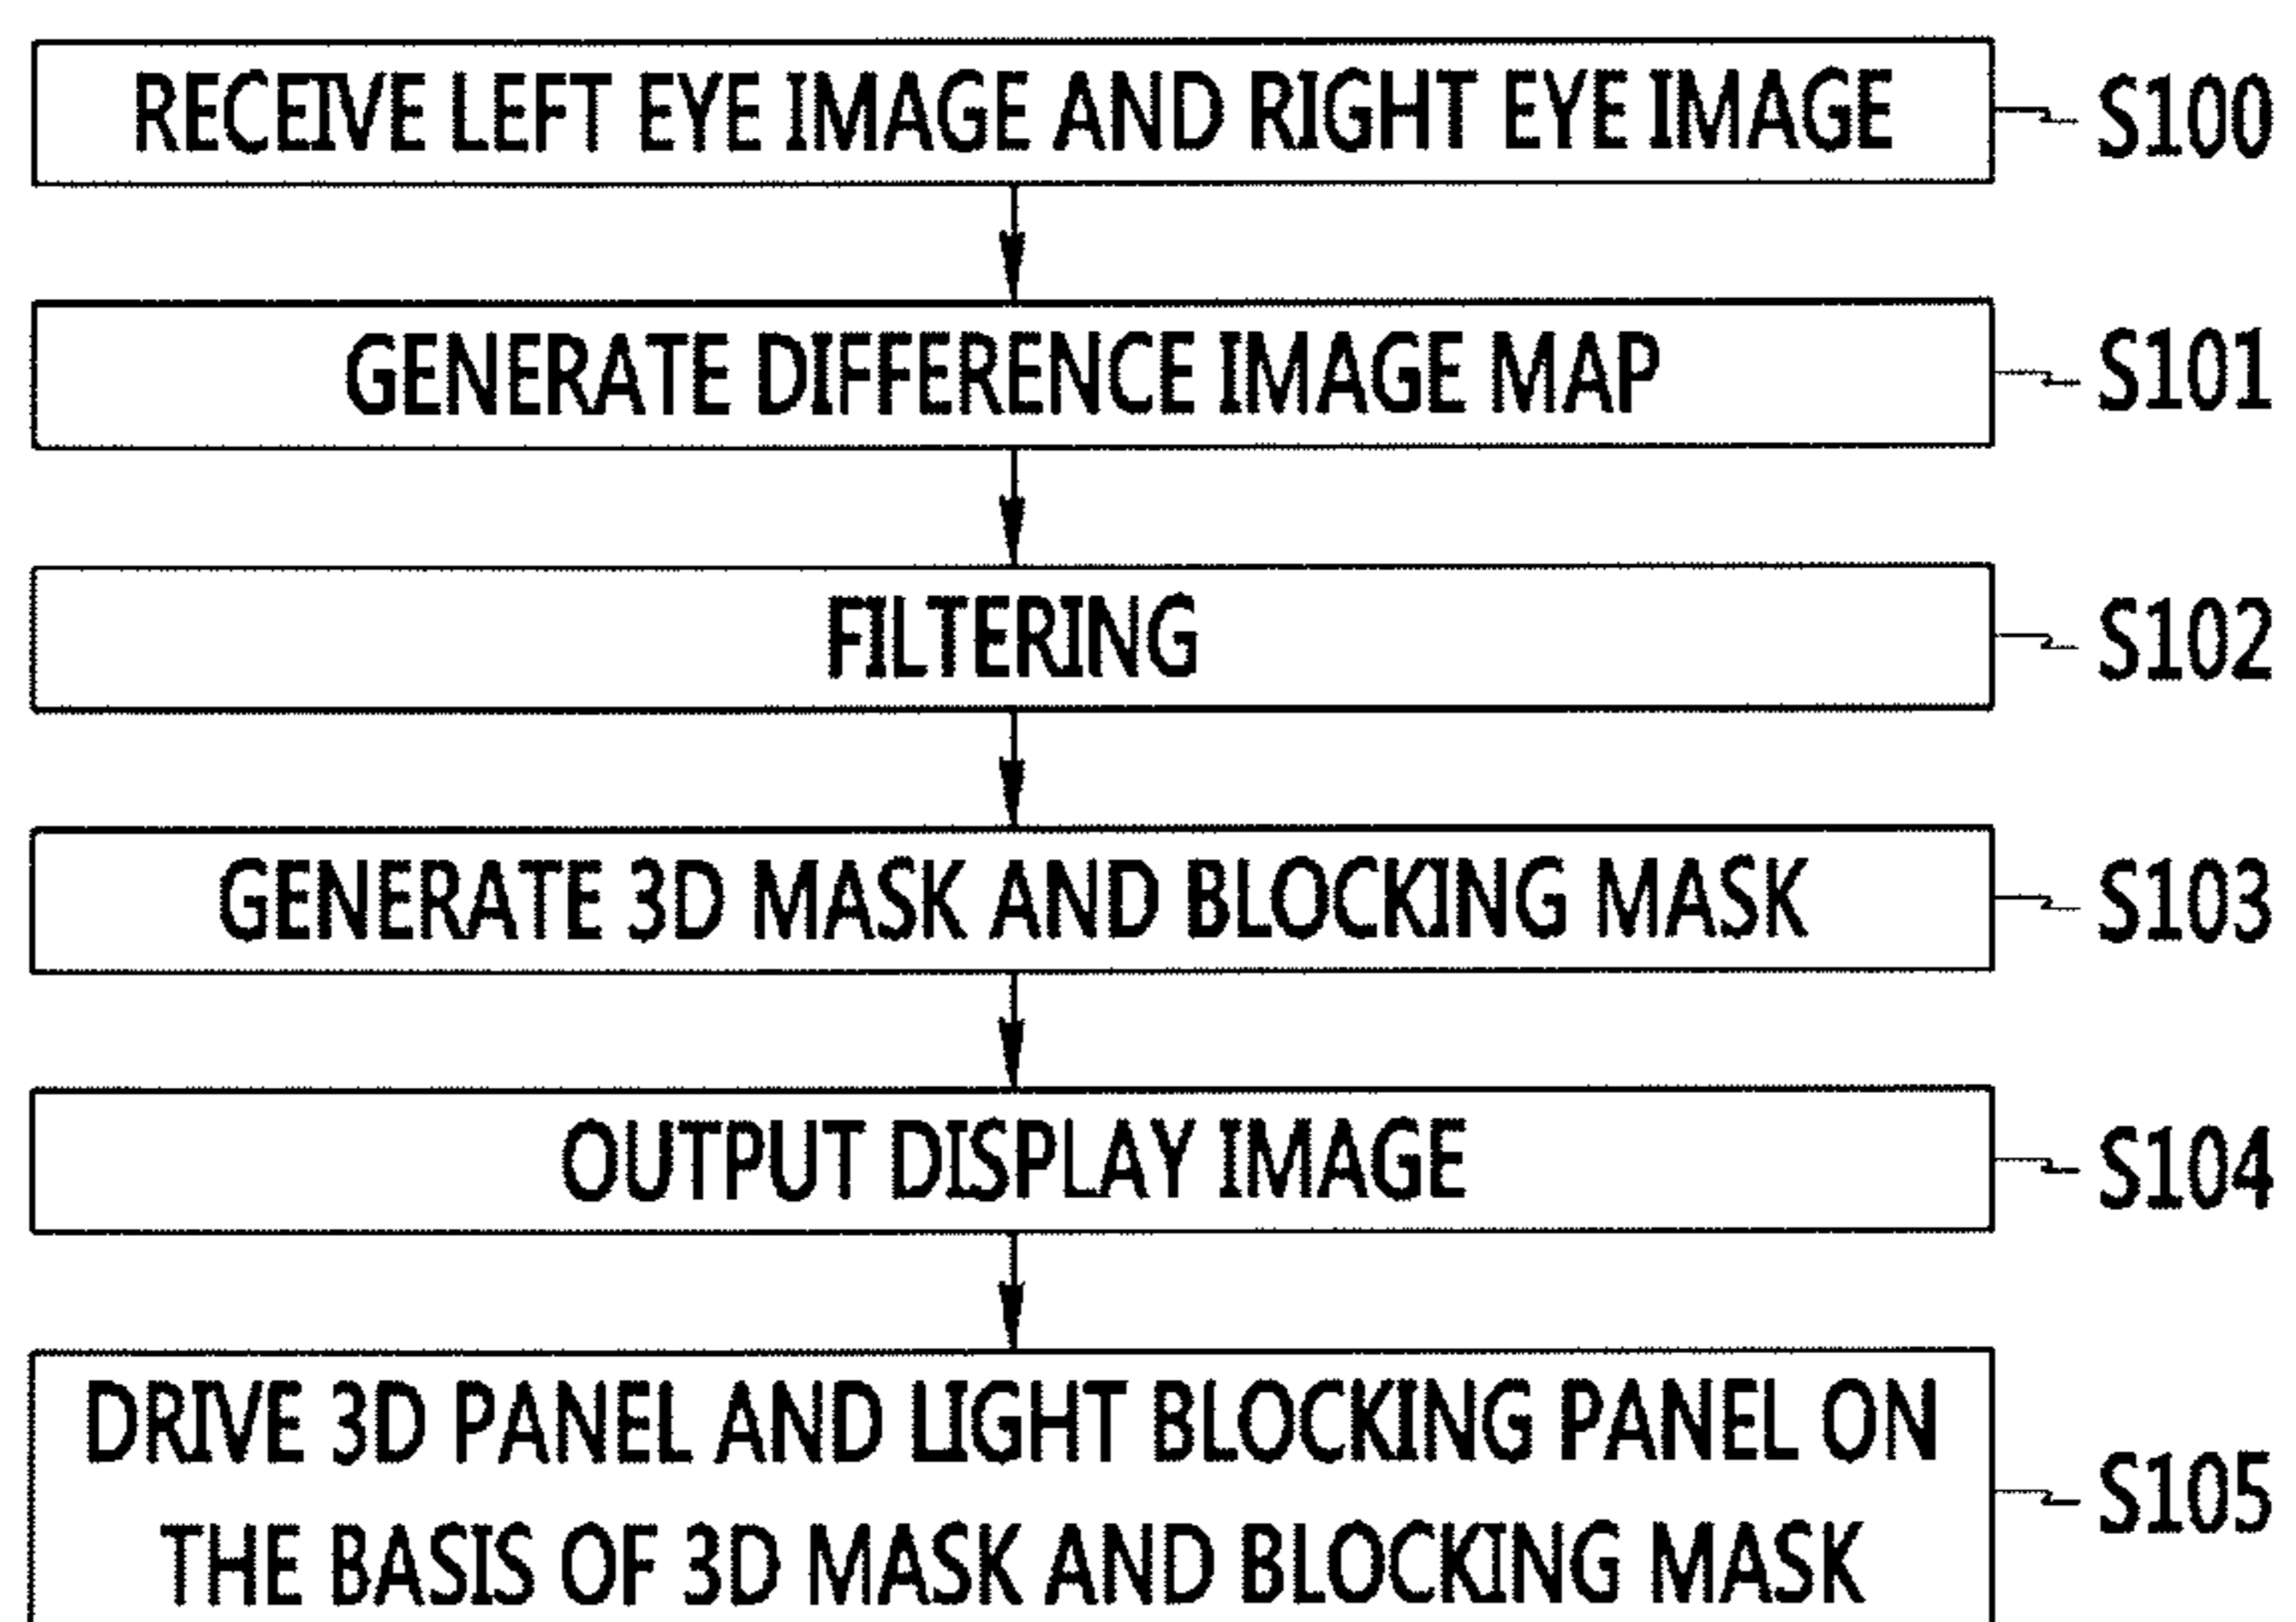 RECEIVE LEFT EYE IMAGE AND RIGHT EYE IMAGE S100
GENERATE DIFFERENCE IMAGE MAP S101
FILTERING S102
GENERATE 3D MASK AND BLOCKING MASK S103
OUTPUT DISPLAY IMAGE S104
DRIVE 3D PANEL AND LIGHT BLOCKING PANEL ON
THE BASIS OF 3D MASK AND BLOCKING MASK
S105